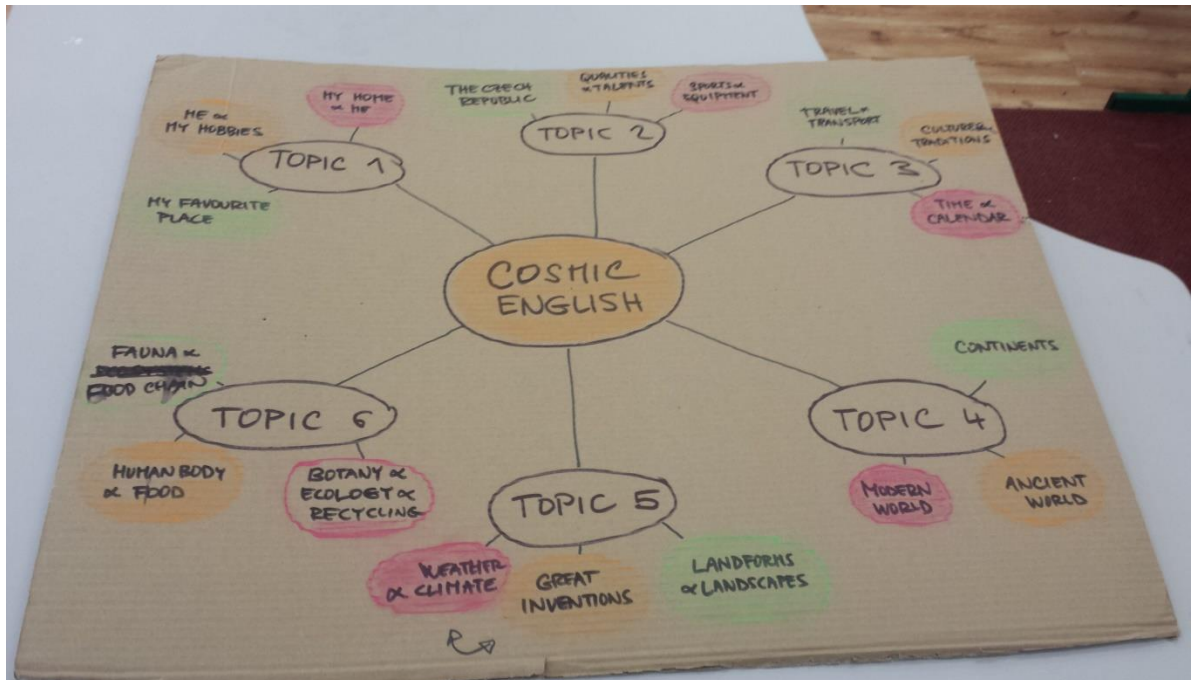 COSMIC
ENGLISH
TOPIC 1
ME &
MY HOBBIES
MY HOME
& ME
MY FAVOURITE
PLACE
TOPIC 2
THE CZECH
REPUBLIC
QUALITIES
& TALENTS
SPORTS &
EQUIPMENT
TOPIC 3
TRAVEL &
TRANSPORT
CULTURE &
TRADITIONS
TIME &
CALENDAR
TOPIC 4
CONTINENTS
MODERN
WORLD
ANCIENT
WORLD
TOPIC 5
WEATHER
& CLIMATE
GREAT
INVENTIONS
LANDFORMS
& LANDSCAPES
TOPIC 6
FAUNA &
FOOD CHAIN
HUMAN BODY
& FOOD
BOTANY &
ECOLOGY &
RECYCLING